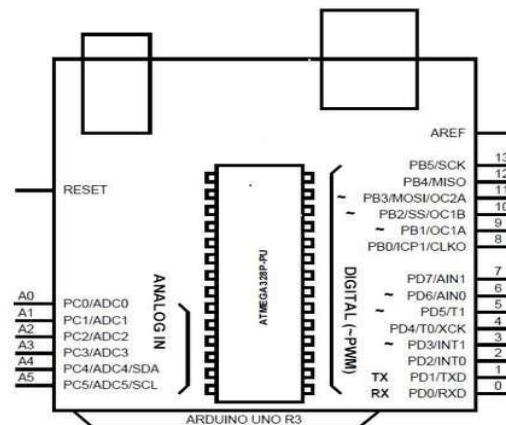 AREF
13
PB5/SCK
12
PB4/MISO
11
~ PB3/MOSI/OC2A
10
~ PB2/SS/OC1B
9
~ PB1/OC1A
8
PB0/ICP1/CLKO
7
PD7/AIN1
6
~ PD6/AIN0
5
~ PD5/T1
4
PD4/T0/XCK
3
~ PD3/INT1
2
PD2/INT0
1
TX PD1/TXD
0
RX PD0/RXD
RESET
A0
PC0/ADC0
A1
PC1/ADC1
A2
PC2/ADC2
A3
PC3/ADC3
A4
PC4/ADC4/SDA
A5
PC5/ADC5/SCL
ANALOG IN
ATMEGA328P-PU
DIGITAL (~PWM)
ARDUINO UNO R3